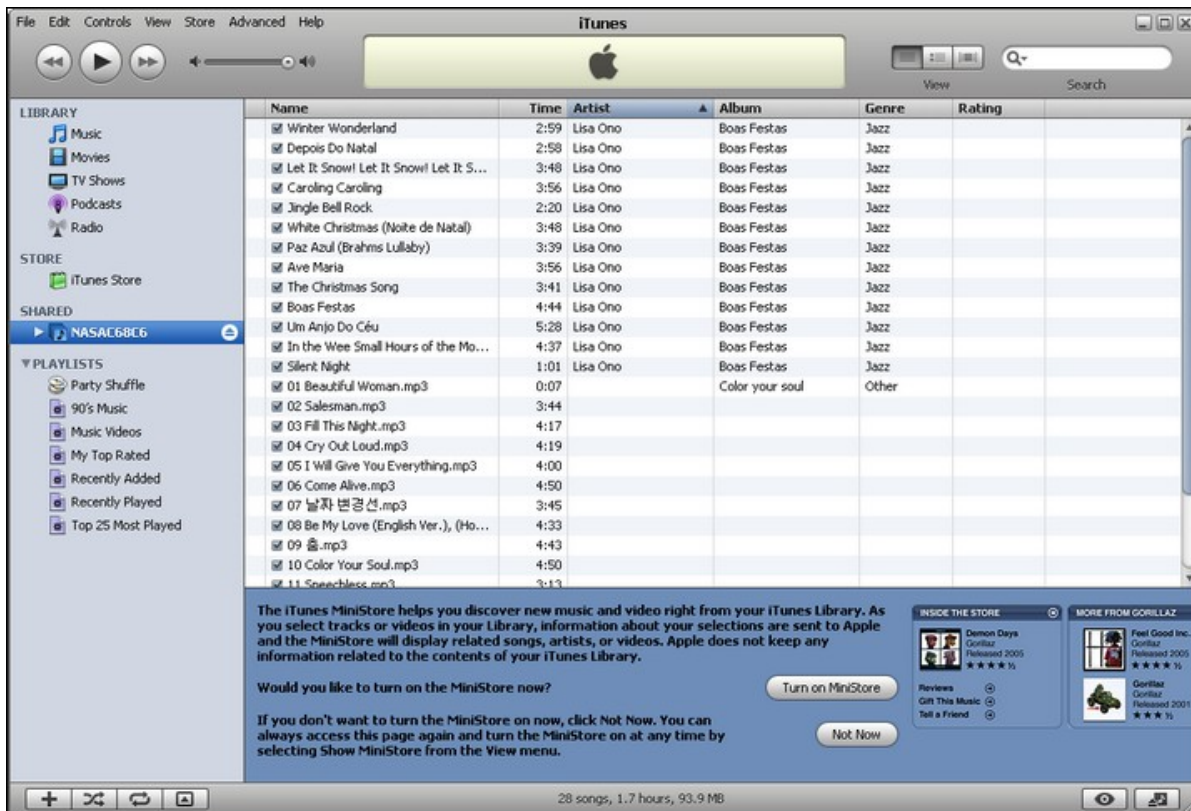 File Edit Controls View Store Advanced Help
iTunes
View
Search
LIBRARY
Music
Movies
TV Shows
Podcasts
Radio
STORE
iTunes Store
SHARED
NASAC68C6
PLAYLISTS
Party Shuffle
90's Music
Music Videos
My Top Rated
Recently Added
Recently Played
Top 25 Most Played
Name Time Artist Album Genre Rating
Winter Wonderland 2:59 Lisa Ono Boas Festas Jazz
Depois Do Natal 2:58 Lisa Ono Boas Festas Jazz
Let It Snow! Let It Snow! Let It S... 3:48 Lisa Ono Boas Festas Jazz
Caroling Caroling 3:56 Lisa Ono Boas Festas Jazz
Jingle Bell Rock 2:20 Lisa Ono Boas Festas Jazz
White Christmas (Noite de Natal) 3:48 Lisa Ono Boas Festas Jazz
Paz Azul (Brahms Lullaby) 3:39 Lisa Ono Boas Festas Jazz
Ave Maria 3:56 Lisa Ono Boas Festas Jazz
The Christmas Song 3:41 Lisa Ono Boas Festas Jazz
Boas Festas 4:44 Lisa Ono Boas Festas Jazz
Um Anjo Do Céu 5:28 Lisa Ono Boas Festas Jazz
In the Wee Small Hours of the Mo... 4:37 Lisa Ono Boas Festas Jazz
Silent Night 1:01 Lisa Ono Boas Festas Jazz
01 Beautiful Woman.mp3 0:07 Color your soul Other
02 Salesman.mp3 3:44
03 Fill This Night.mp3 4:17
04 Cry Out Loud.mp3 4:19
05 I Will Give You Everything.mp3 4:00
06 Come Alive.mp3 4:50
07 날짜 변경선.mp3 3:45
08 Be My Love (English Ver.), (Ho... 4:33
09 춤.mp3 4:43
10 Color Your Soul.mp3 4:50
11 Speechless.mp3 3:13
The iTunes MiniStore helps you discover new music and video right from your iTunes Library. As
you select tracks or videos in your Library, information about your selections are sent to Apple
and the MiniStore will display related songs, artists, or videos. Apple does not keep any
information related to the contents of your iTunes Library.
Would you like to turn on the MiniStore now?
Turn on MiniStore
If you don't want to turn the MiniStore on now, click Not Now. You can
always access this page again and turn the MiniStore on at any time by
selecting Show MiniStore from the View menu.
Not Now
INSIDE THE STORE
Demon Days
Gorillaz
Released 2005
Reviews
Gift This Music
Tell a Friend
MORE FROM GORILLAZ
Feel Good Inc.
Gorillaz
Released 2005
Gorillaz
Gorillaz
Released 2001
28 songs, 1.7 hours, 93.9 MB